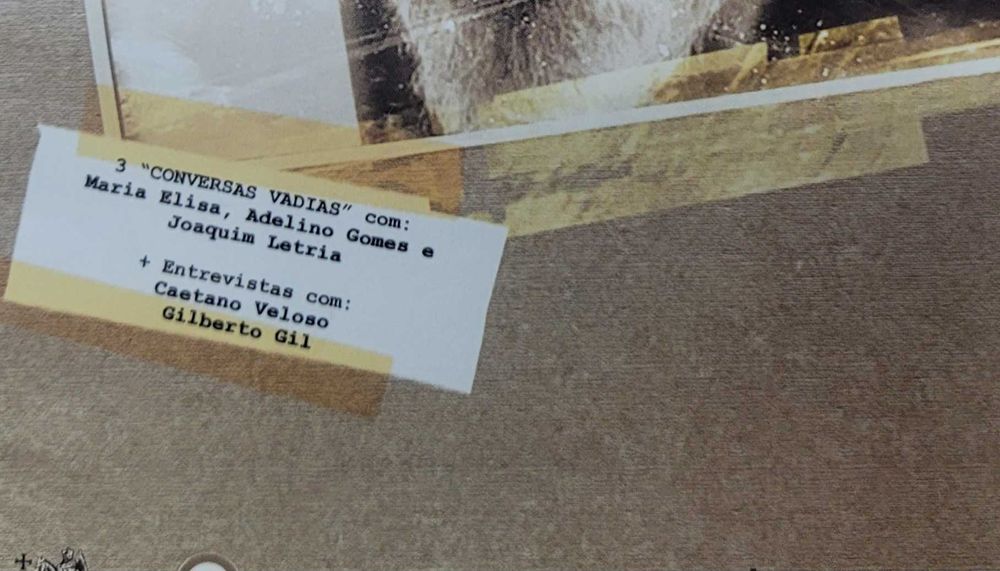 3 “CONVERSAS VADIAS” com:
Maria Elisa, Adelino Gomes e
Joaquim Letria
+ Entrevistas com:
Caetano Veloso
Gilberto Gil